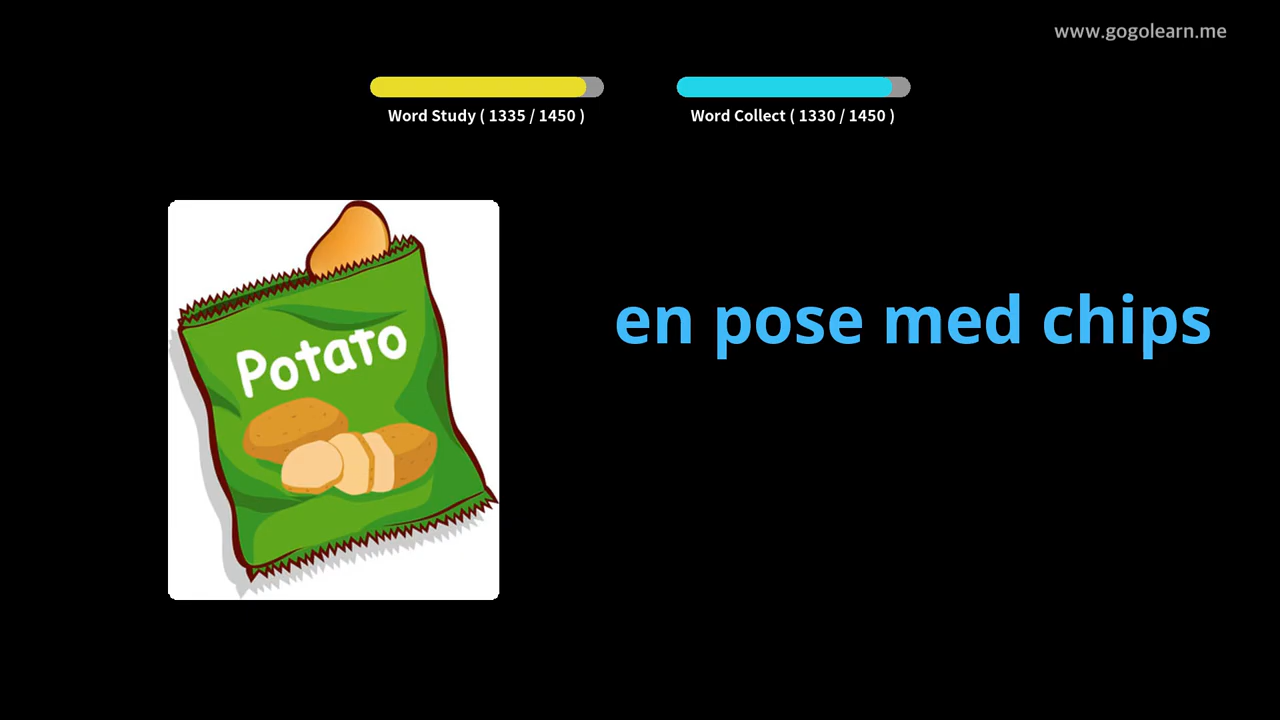 www.gogolearn.me
Word Study ( 1335 / 1450 )
Word Collect ( 1330 / 1450 )
Potato
en pose med chips